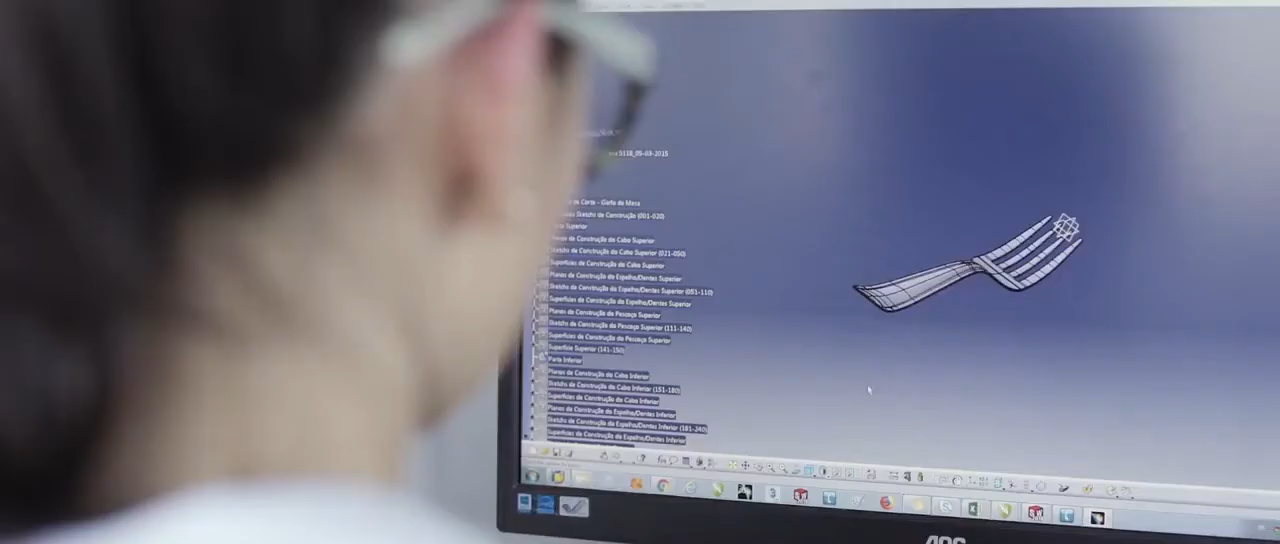 5118_05-03-2015
de Corte - Garfo de Mesa
Sketchs de Construção (001-020)
Superior
de Construção do Cabo Superior
Sketchs de Construção do Cabo Superior (021-050)
Superfícies de Construção do Cabo Superior
Planos de Construção do Espelho/Dentes Superior
Sketchs de Construção do Espelho/Dentes Superior (051-110)
Superfícies de Construção do Espelho/Dentes Superior
Planos de Construção do Pescoço Superior
Sketchs de Construção do Pescoço Superior (111-140)
Superfícies de Construção do Pescoço Superior
Superfície Superior (141-150)
Parte Inferior
Planos de Construção do Cabo Inferior
Sketchs de Construção do Cabo Inferior (151-180)
Superfícies de Construção do Cabo Inferior
Planos de Construção do Espelho/Dentes Inferior
Sketchs de Construção do Espelho/Dentes Inferior (181-240)
Superfícies de Construção do Espelho/Dentes Inferior
AOC